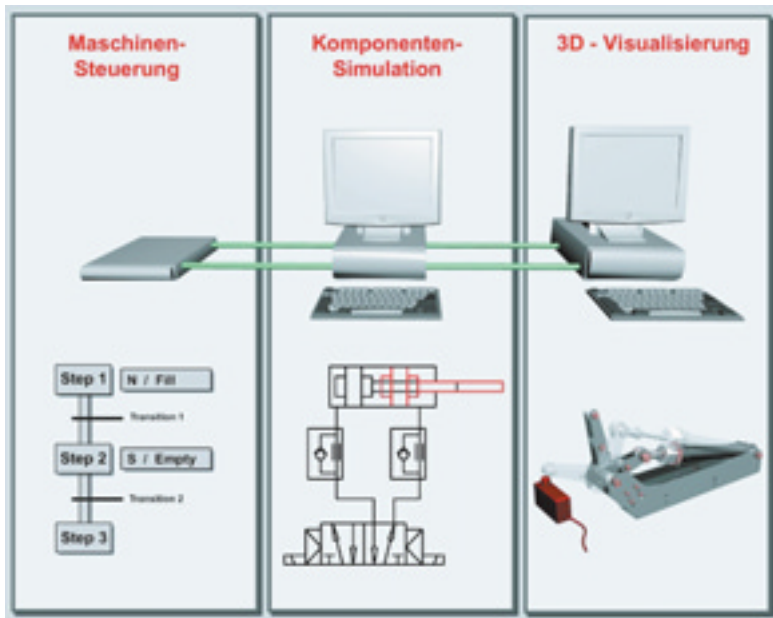 Maschinen-
Steuerung
Komponenten-
Simulation
3D - Visualisierung
Step 1
N / Fill
Transition 1
Step 2
S / Empty
Transition 2
Step 3